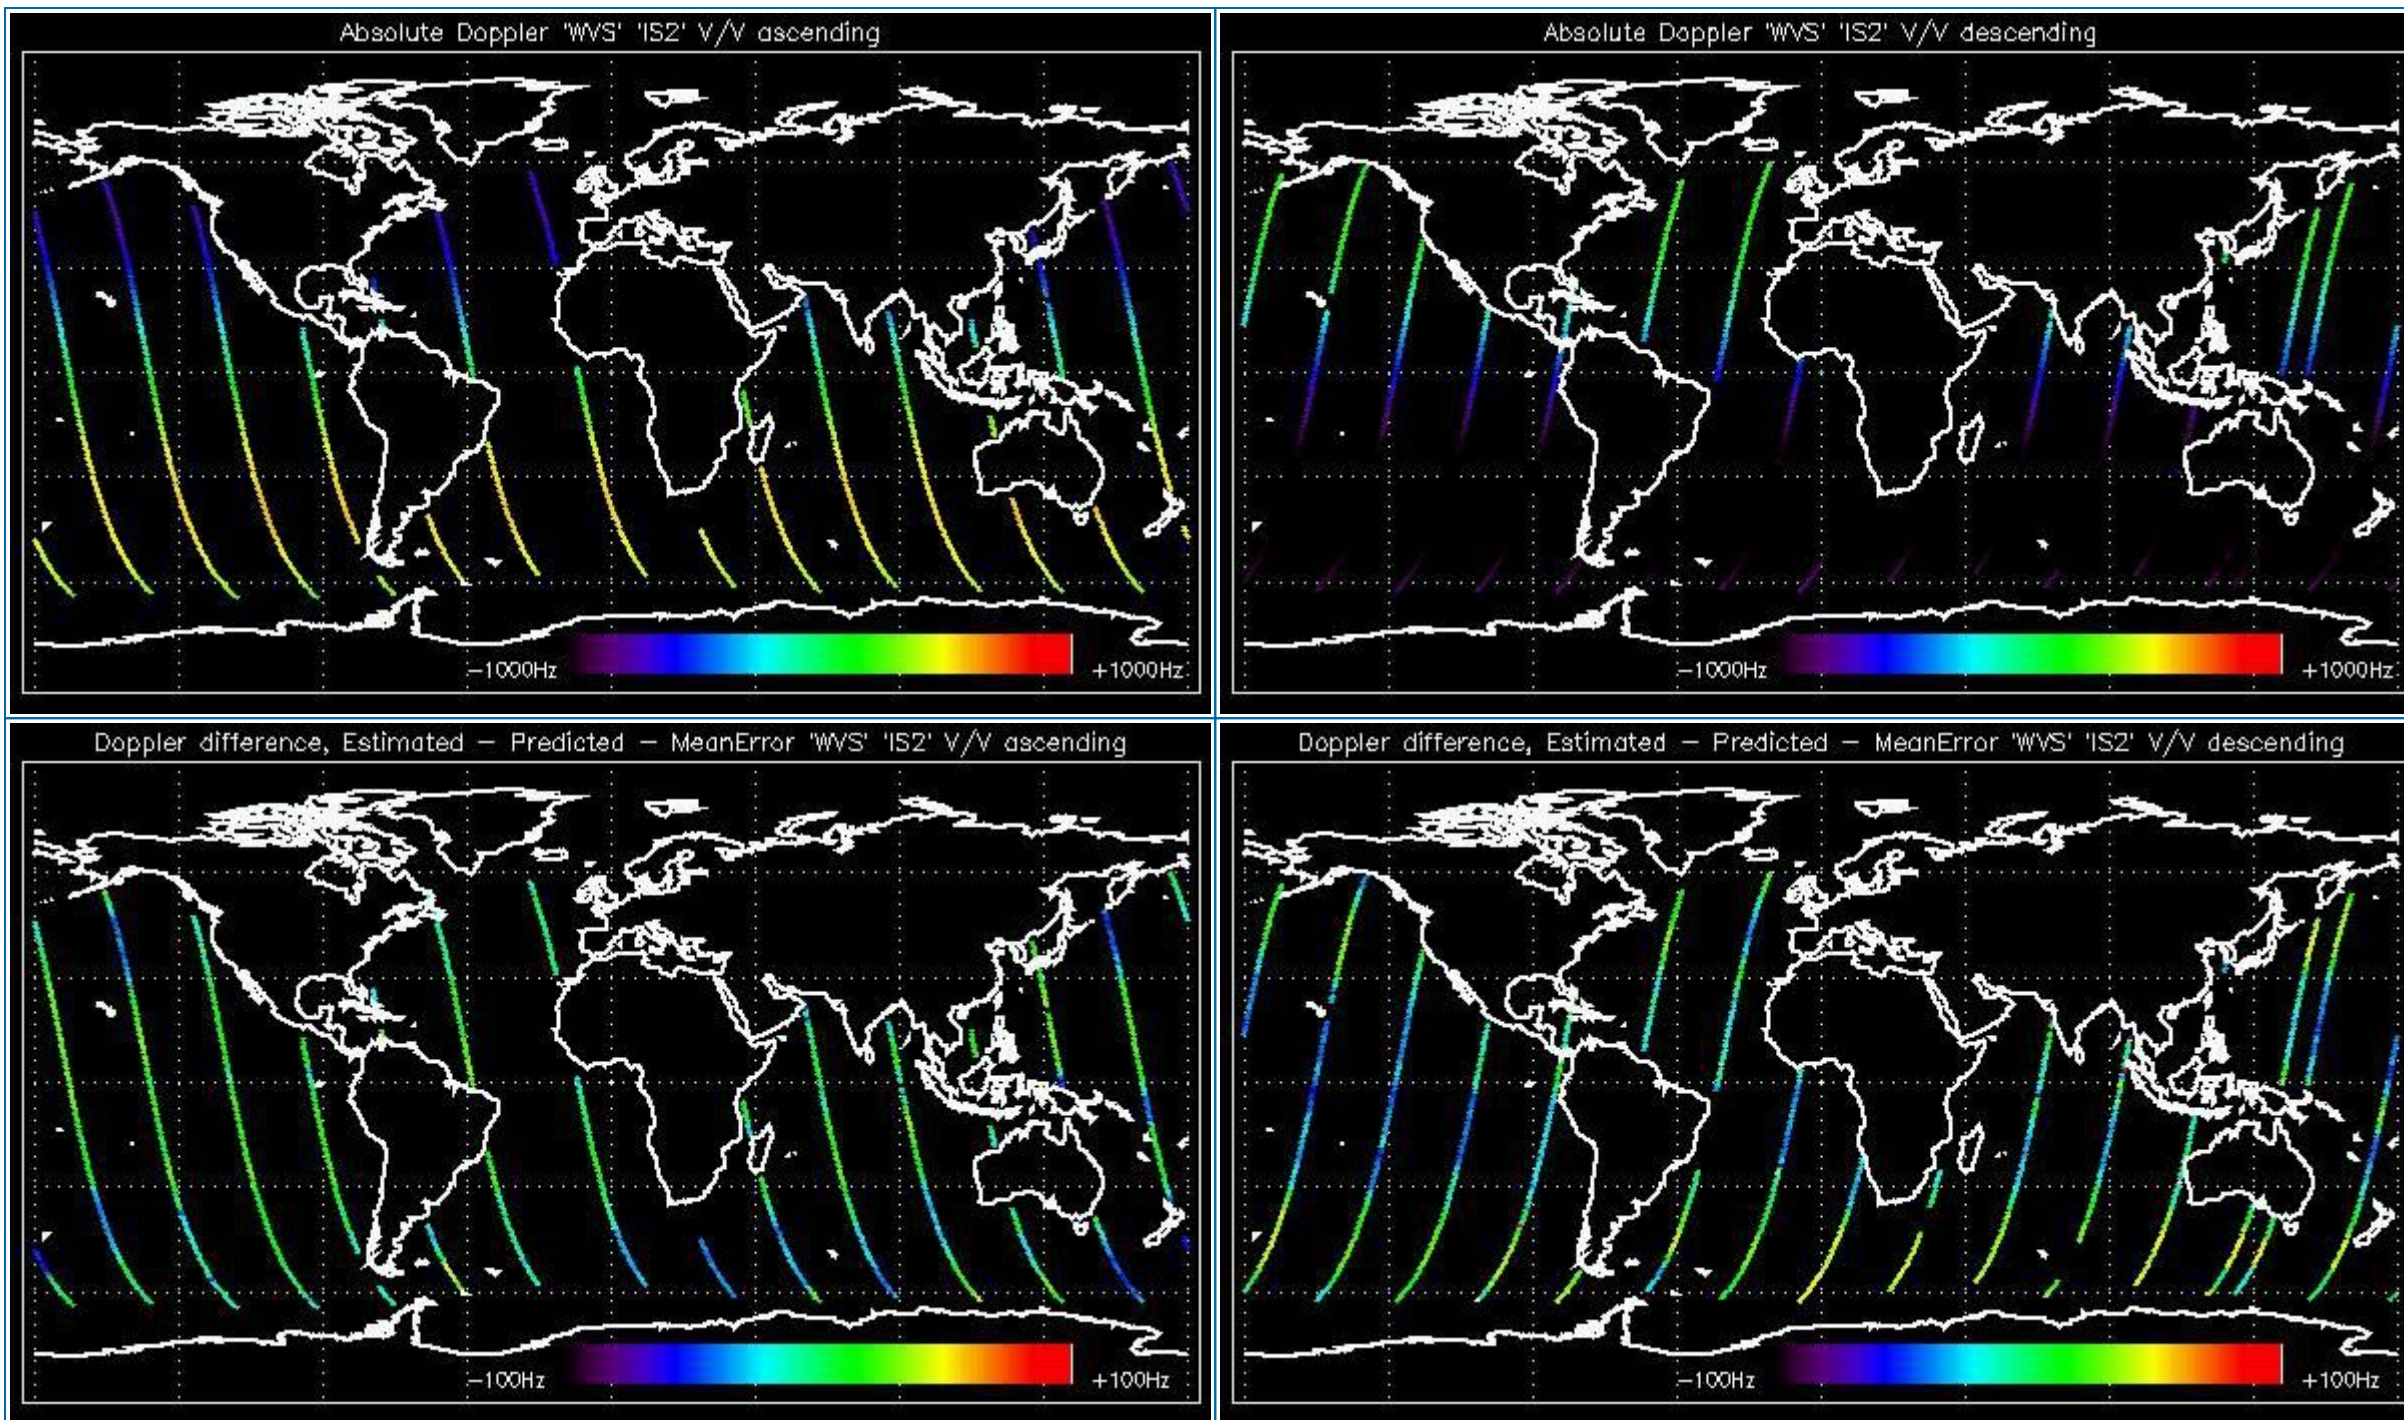 Absolute Doppler 'WVS' 'IS2' V/V ascending
-1000Hz
+1000Hz
Absolute Doppler 'WVS' 'IS2' V/V descending
-1000Hz
+1000Hz
Doppler difference, Estimated - Predicted - MeanError 'WVS' 'IS2' V/V ascending
-100Hz
+100Hz
Doppler difference, Estimated - Predicted - MeanError 'WVS' 'IS2' V/V descending
-100Hz
+100Hz